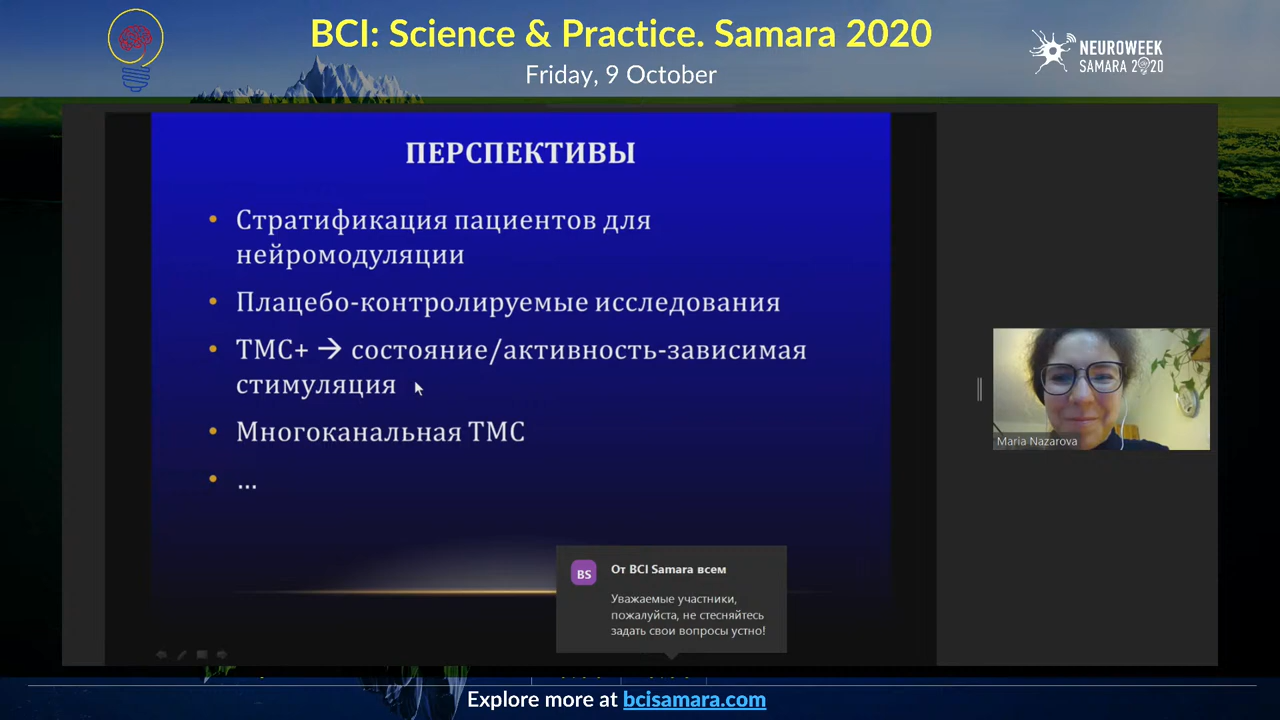 BCI: Science & Practice. Samara 2020
Friday, 9 October
NEUROWEEK
SAMARA 2020
ПЕРСПЕКТИВЫ
• Стратификация пациентов для
нейромодуляции
• Плацебо-контролируемые исследования
• ТМС+ → состояние/активность-зависимая
стимуляция
• Многоканальная ТМС
• ...
Maria Nazarova
BS
От BCI Samara всем
Уважаемые участники,
пожалуйста, не стесняйтесь
задать свои вопросы устно!
Explore more at bcisamara.com